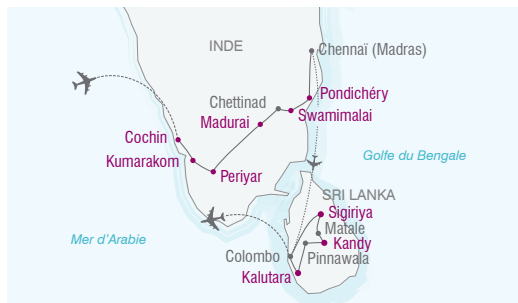 INDE
Chennaï (Madras)
Pondichéry
Chettinad
Swamimalai
Madurai
Cochin
Kumarakom
Periyar
Golfe du Bengale
SRI LANKA
Sigiriya
Matale
Mer d'Arabie
Kandy
Colombo
Pinnawala
Kalutara